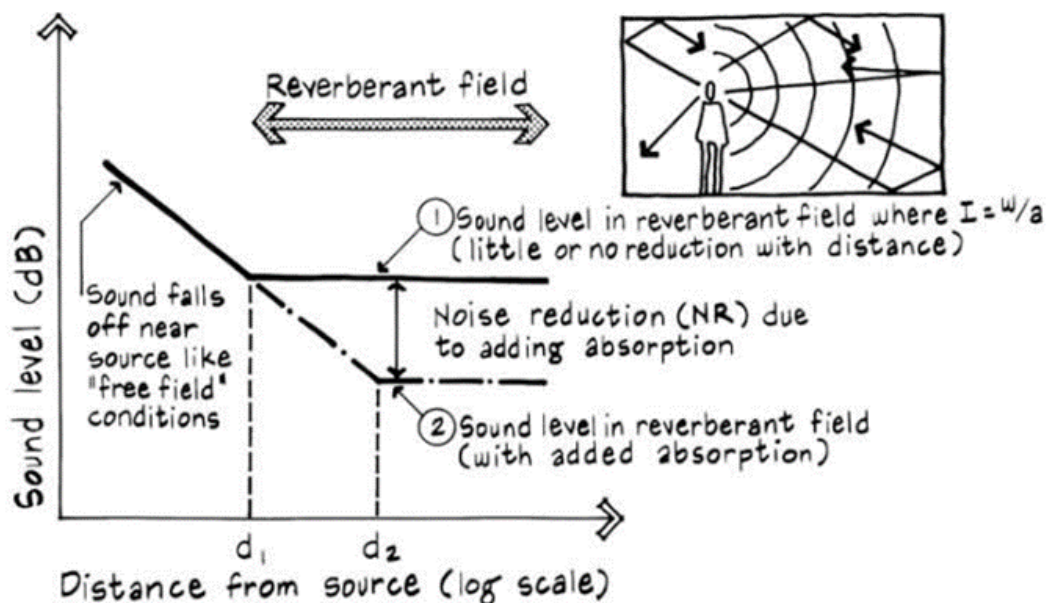 Reverberant field
① Sound level in reverberant field where I = W/a
(little or no reduction with distance)
Sound falls
off near
source like
"free field"
conditions
Noise reduction (NR) due
to adding absorption
② Sound level in reverberant field
(with added absorption)
Sound level (dB)
d₁
d₂
Distance from source (log scale)